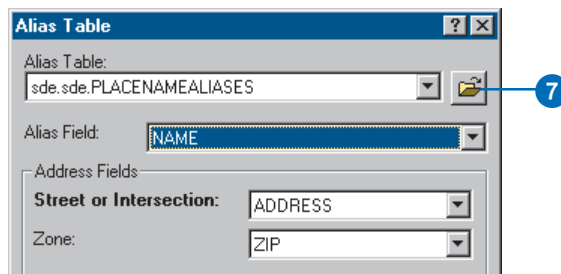 Alias Table
Alias Table:
sde.sde.PLACENAMEALIASES
7
Alias Field:
NAME
Address Fields
Street or Intersection:
ADDRESS
Zone:
ZIP